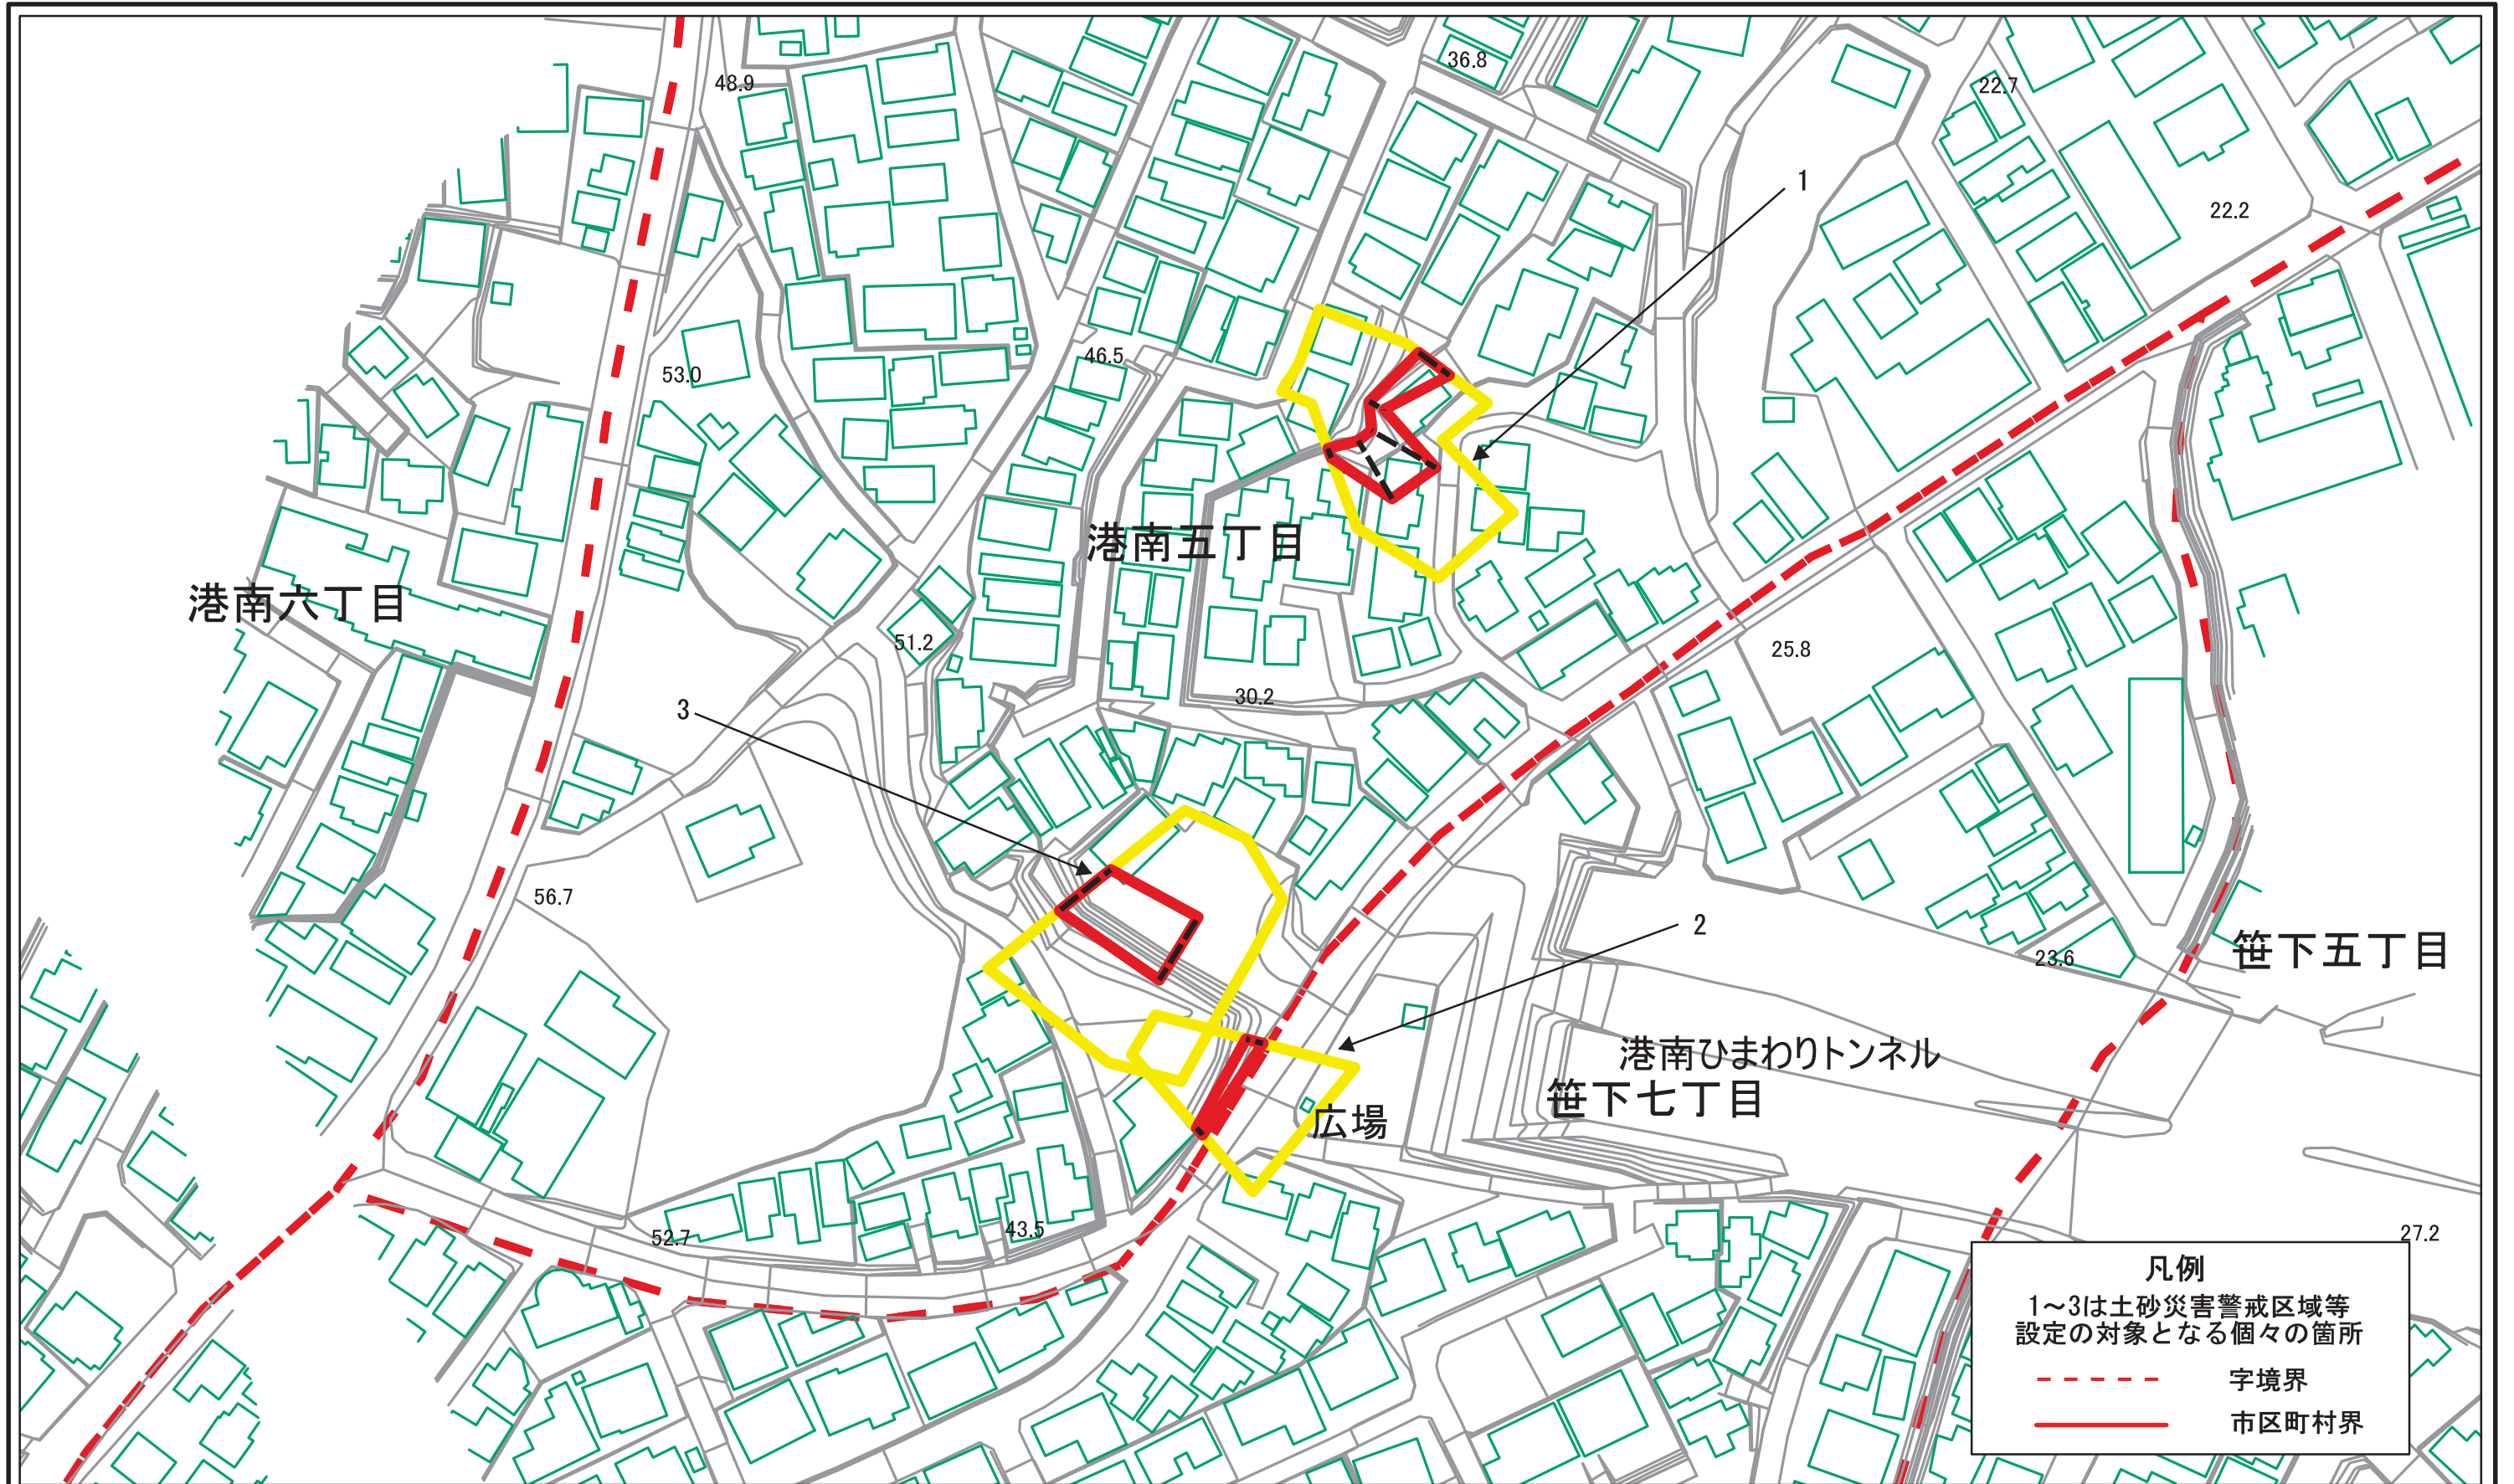 36.8
48.9
22.7
1
22.2
46.5
53.0
港南五丁目
港南六丁目
51.2
25.8
30.2
3
56.7
2
笹下五丁目
23.6
港南ひまわりトンネル
笹下七丁目
広場
43.5
52.7
27.2
凡例
1～3は土砂災害警戒区域等
設定の対象となる個々の箇所
字境界
市区町村界